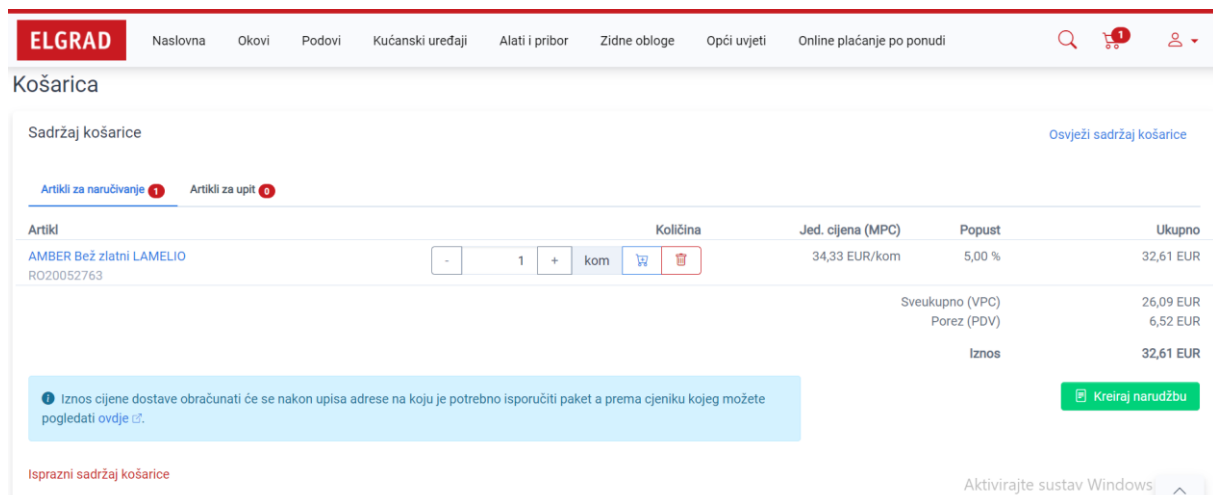 ELGRAD Naslovna Okovi Podovi Kućanski uređaji Alati i pribor Zidne obloge Opći uvjeti Online plaćanje po ponudi 1
Košarica
Sadržaj košarice Osvježi sadržaj košarice
Artikli za naručivanje 1 Artikli za upit 0
Artikl Količina Jed. cijena (MPC) Popust Ukupno
AMBER Bež zlatni LAMELIO - 1 + kom 34,33 EUR/kom 5,00 % 32,61 EUR
RO20052763
Sveukupno (VPC) 26,09 EUR
Porez (PDV) 6,52 EUR
Iznos 32,61 EUR
Iznos cijene dostave obračunati će se nakon upisa adrese na koju je potrebno isporučiti paket a prema cjeniku kojeg možete
pogledati ovdje.
Kreiraj narudžbu
Isprazni sadržaj košarice
Aktivirajte sustav Windows